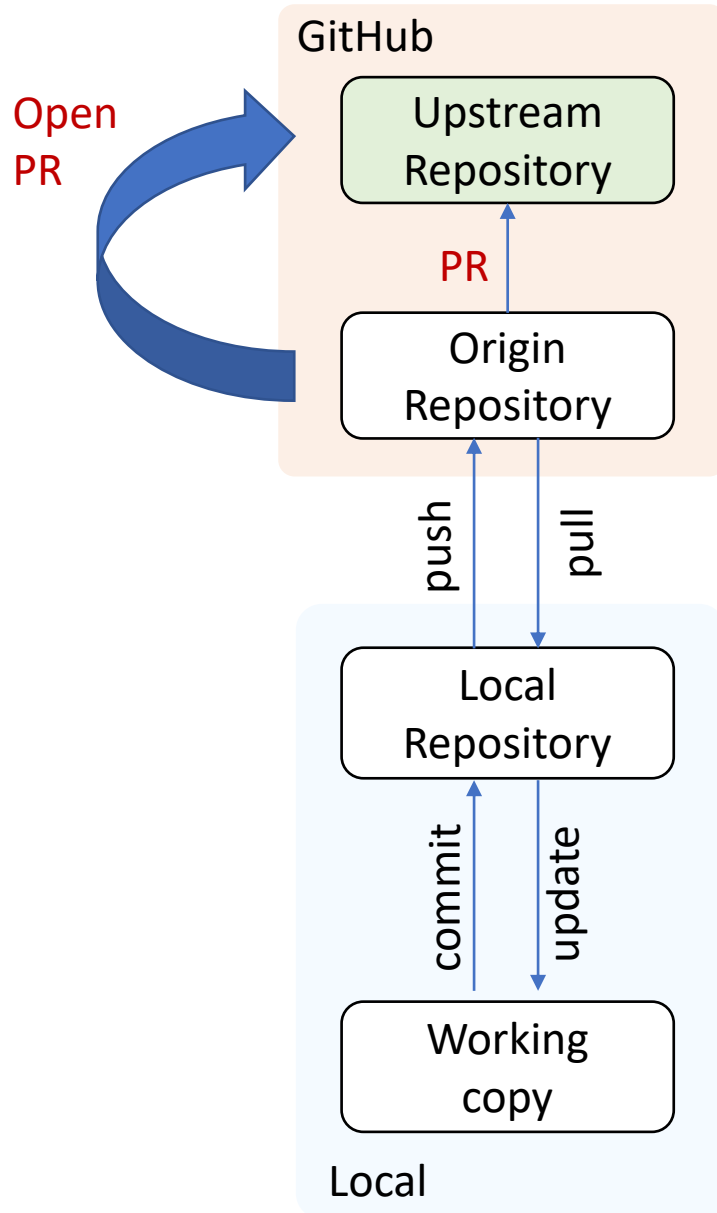 GitHub
Open
PR
Upstream
Repository
PR
Origin
Repository
push
pull
Local
Repository
commit
update
Working
copy
Local